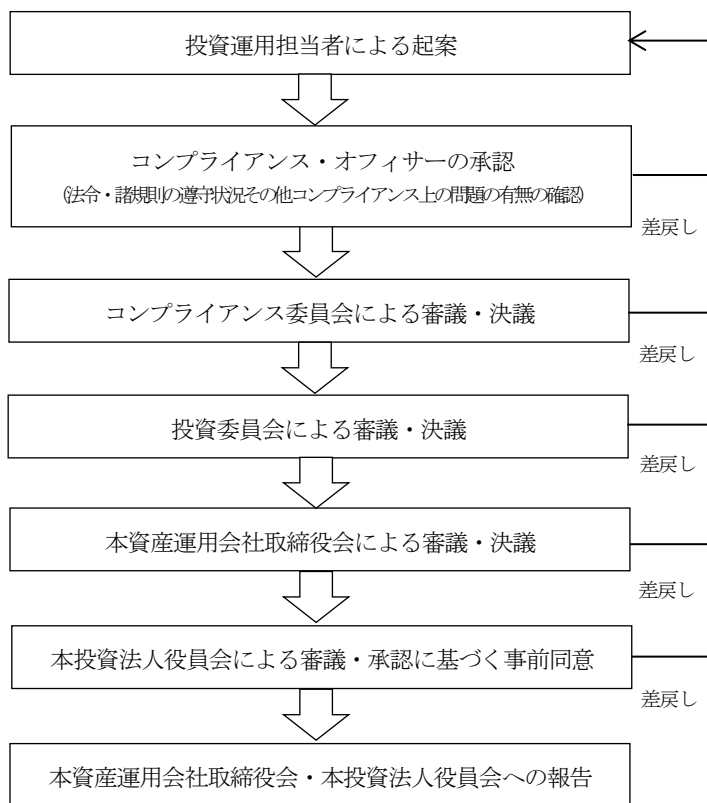 投資運用担当者による起案
コンプライアンス・オフィサーの承認
(法令・諸規則の遵守状況その他コンプライアンス上の問題の有無の確認)
差戻し
コンプライアンス委員会による審議・決議
差戻し
投資委員会による審議・決議
差戻し
本資産運用会社取締役会による審議・決議
差戻し
本投資法人役員会による審議・承認に基づく事前同意
差戻し
本資産運用会社取締役会・本投資法人役員会への報告